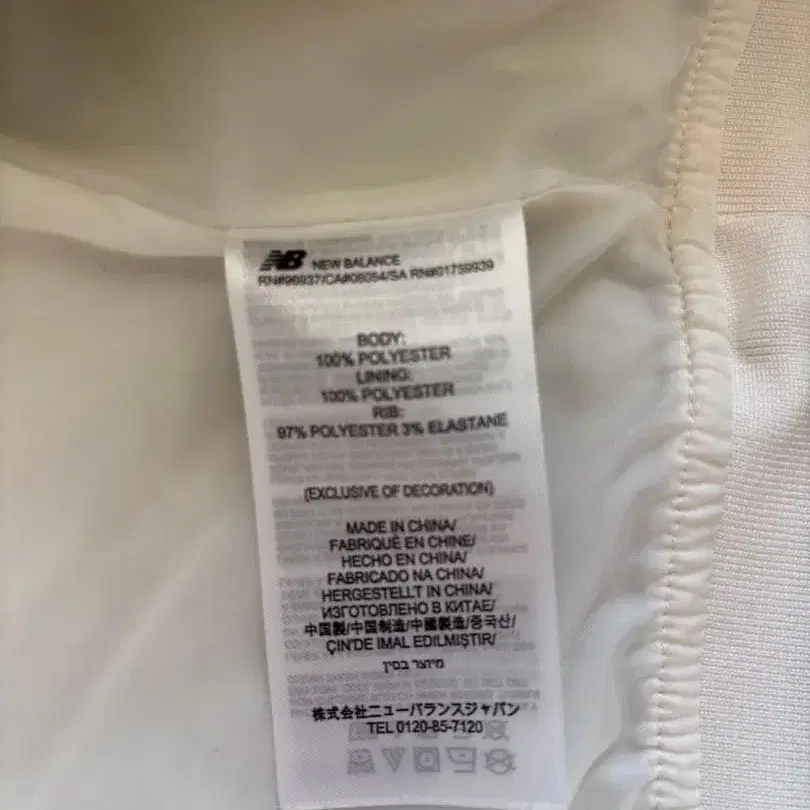 NB NEW BALANCE
RN#96937/CA#06054/SA RN#01759939
BODY:
100% POLYESTER
LINING:
100% POLYESTER
RIB:
97% POLYESTER 3% ELASTANE
(EXCLUSIVE OF DECORATION)
MADE IN CHINA/
FABRIQUÉ EN CHINE/
HECHO EN CHINA/
FABRICADO NA CHINA/
HERGESTELLT IN CHINA/
ИЗГОТОВЛЕНО В КИТАЕ/
中国製/中国制造/中國製造/중국산/
ÇIN'DE IMAL EDILMIŞTIR/
מיוצר בסין
株式会社ニューバランスジャパン
TEL 0120-85-7120